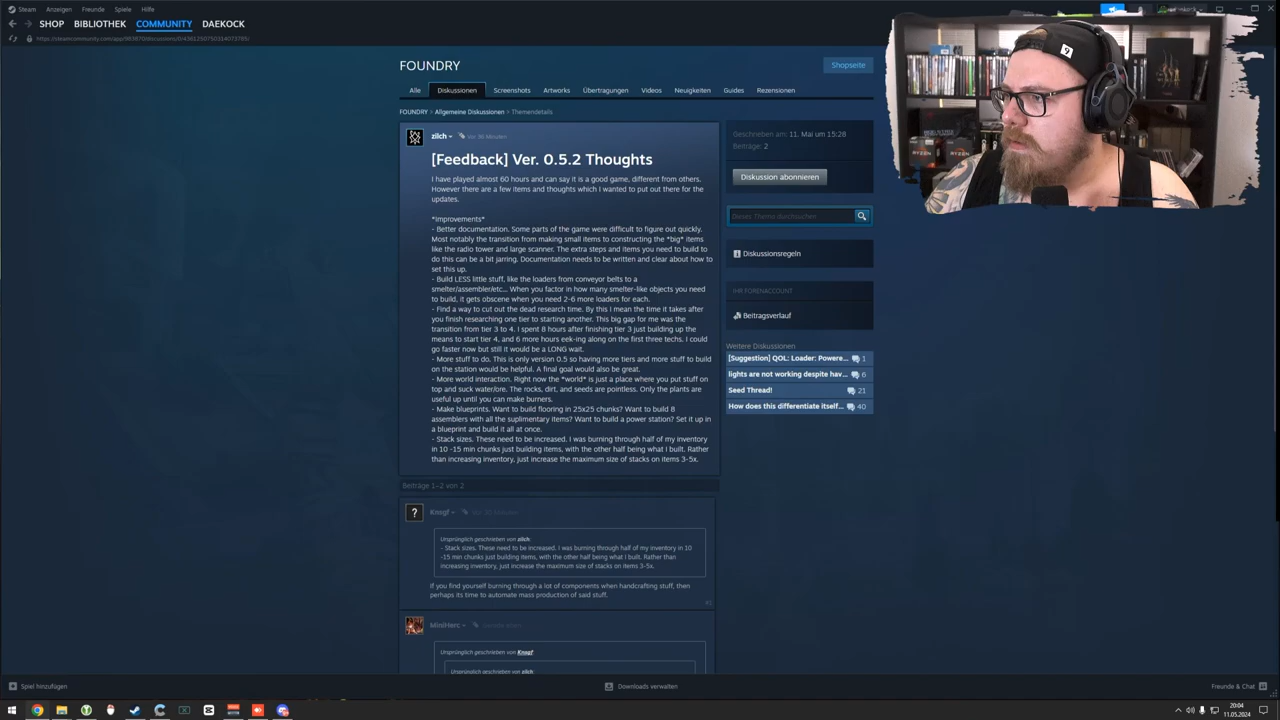 Steam Ansicht Freunde Spiele Hilfe
SHOP BIBLIOTHEK COMMUNITY DAEKOCK
FOUNDRY
Shopseite
Alle Diskussionen Screenshots Artworks Übertragungen Videos Neuigkeiten Guides Rezensionen
FOUNDRY > Allgemeine Diskussionen > Themendetails
zilch Vor 36 Minuten
[Feedback] Ver. 0.5.2 Thoughts
I have played almost 60 hours and can say it is a good game, different from others.
However there are a few items and thoughts which I wanted to put out there for the
updates.
*Improvements*
- Better documentation. Some parts of the game were difficult to figure out quickly.
Most notably the transition from making small items to constructing the *big* items
like the radio tower and large scanner. The extra steps and items you need to build to
do this can be a bit jarring. Documentation needs to be written and clear about how to
set this up.
- Build LESS little stuff, like the loaders from conveyor belts to a
smelter/assembler/etc... When you factor in how many smelter-like objects you need
to build, it gets obscene when you need 2-6 more loaders for each.
- Find a way to cut out the dead research time. By this I mean the time it takes after
you finish researching one tier to starting another. This big gap for me was the
transition from tier 3 to 4. I spent 8 hours after finishing tier 3 just building up the
means to start tier 4, and 6 more hours eek-ing along on the first three techs. I could
go faster now but still it would be a LONG wait.
- More stuff to do. This is only version 0.5 so having more tiers and more stuff to build
on the station would be helpful. A final goal would also be great.
- More world interaction. Right now the *world* is just a place where you put stuff on
top and suck water/ore. The rocks, dirt, and seeds are pointless. Only the plants are
useful up until you can make burners.
- Make blueprints. Want to build flooring in 25x25 chunks? Want to build 8
assemblers with all the suplimentary items? Want to build a power station? Set it up in
a blueprint and build it all at once.
- Stack sizes. These need to be increased, I was burning through half of my inventory
in 10 -15 min chunks just building items, with the other half being what I built. Rather
than increasing inventory, just increase the maximum size of stacks on items 3-5x.
Beiträge 1–2 von 2
Knagf
Ursprünglich geschrieben von zilch:
- Stack sizes. These need to be increased, I was burning through half of my inventory in 10
-15 min chunks just building items, with the other half being what I built. Rather than
increasing inventory, just increase the maximum size of stacks on items 3-5x.
If you find yourself burning through a lot of components when handcrafting stuff, then
perhaps its time to automate mass production of said stuff.
MiniHerc
Ursprünglich geschrieben von Knagf:
Ursprünglich geschrieben von zilch:
Geschrieben am: 11. Mai um 15:28
Beiträge: 2
Diskussion abonnieren
Dieses Thema durchsuchen
Diskussionsregeln
IHR FORENACCOUNT
Beitragsverlauf
Weitere Diskussionen
[Suggestion] QOL: Loader: Powere... 1
lights are not working despite hav... 6
Seed Thread! 21
How does this differentiate itself... 40
Spiel hinzufügen
Downloads verwalten
Freunde & Chat
20:04
11.05.2024
RYZEN
RYZEN
9